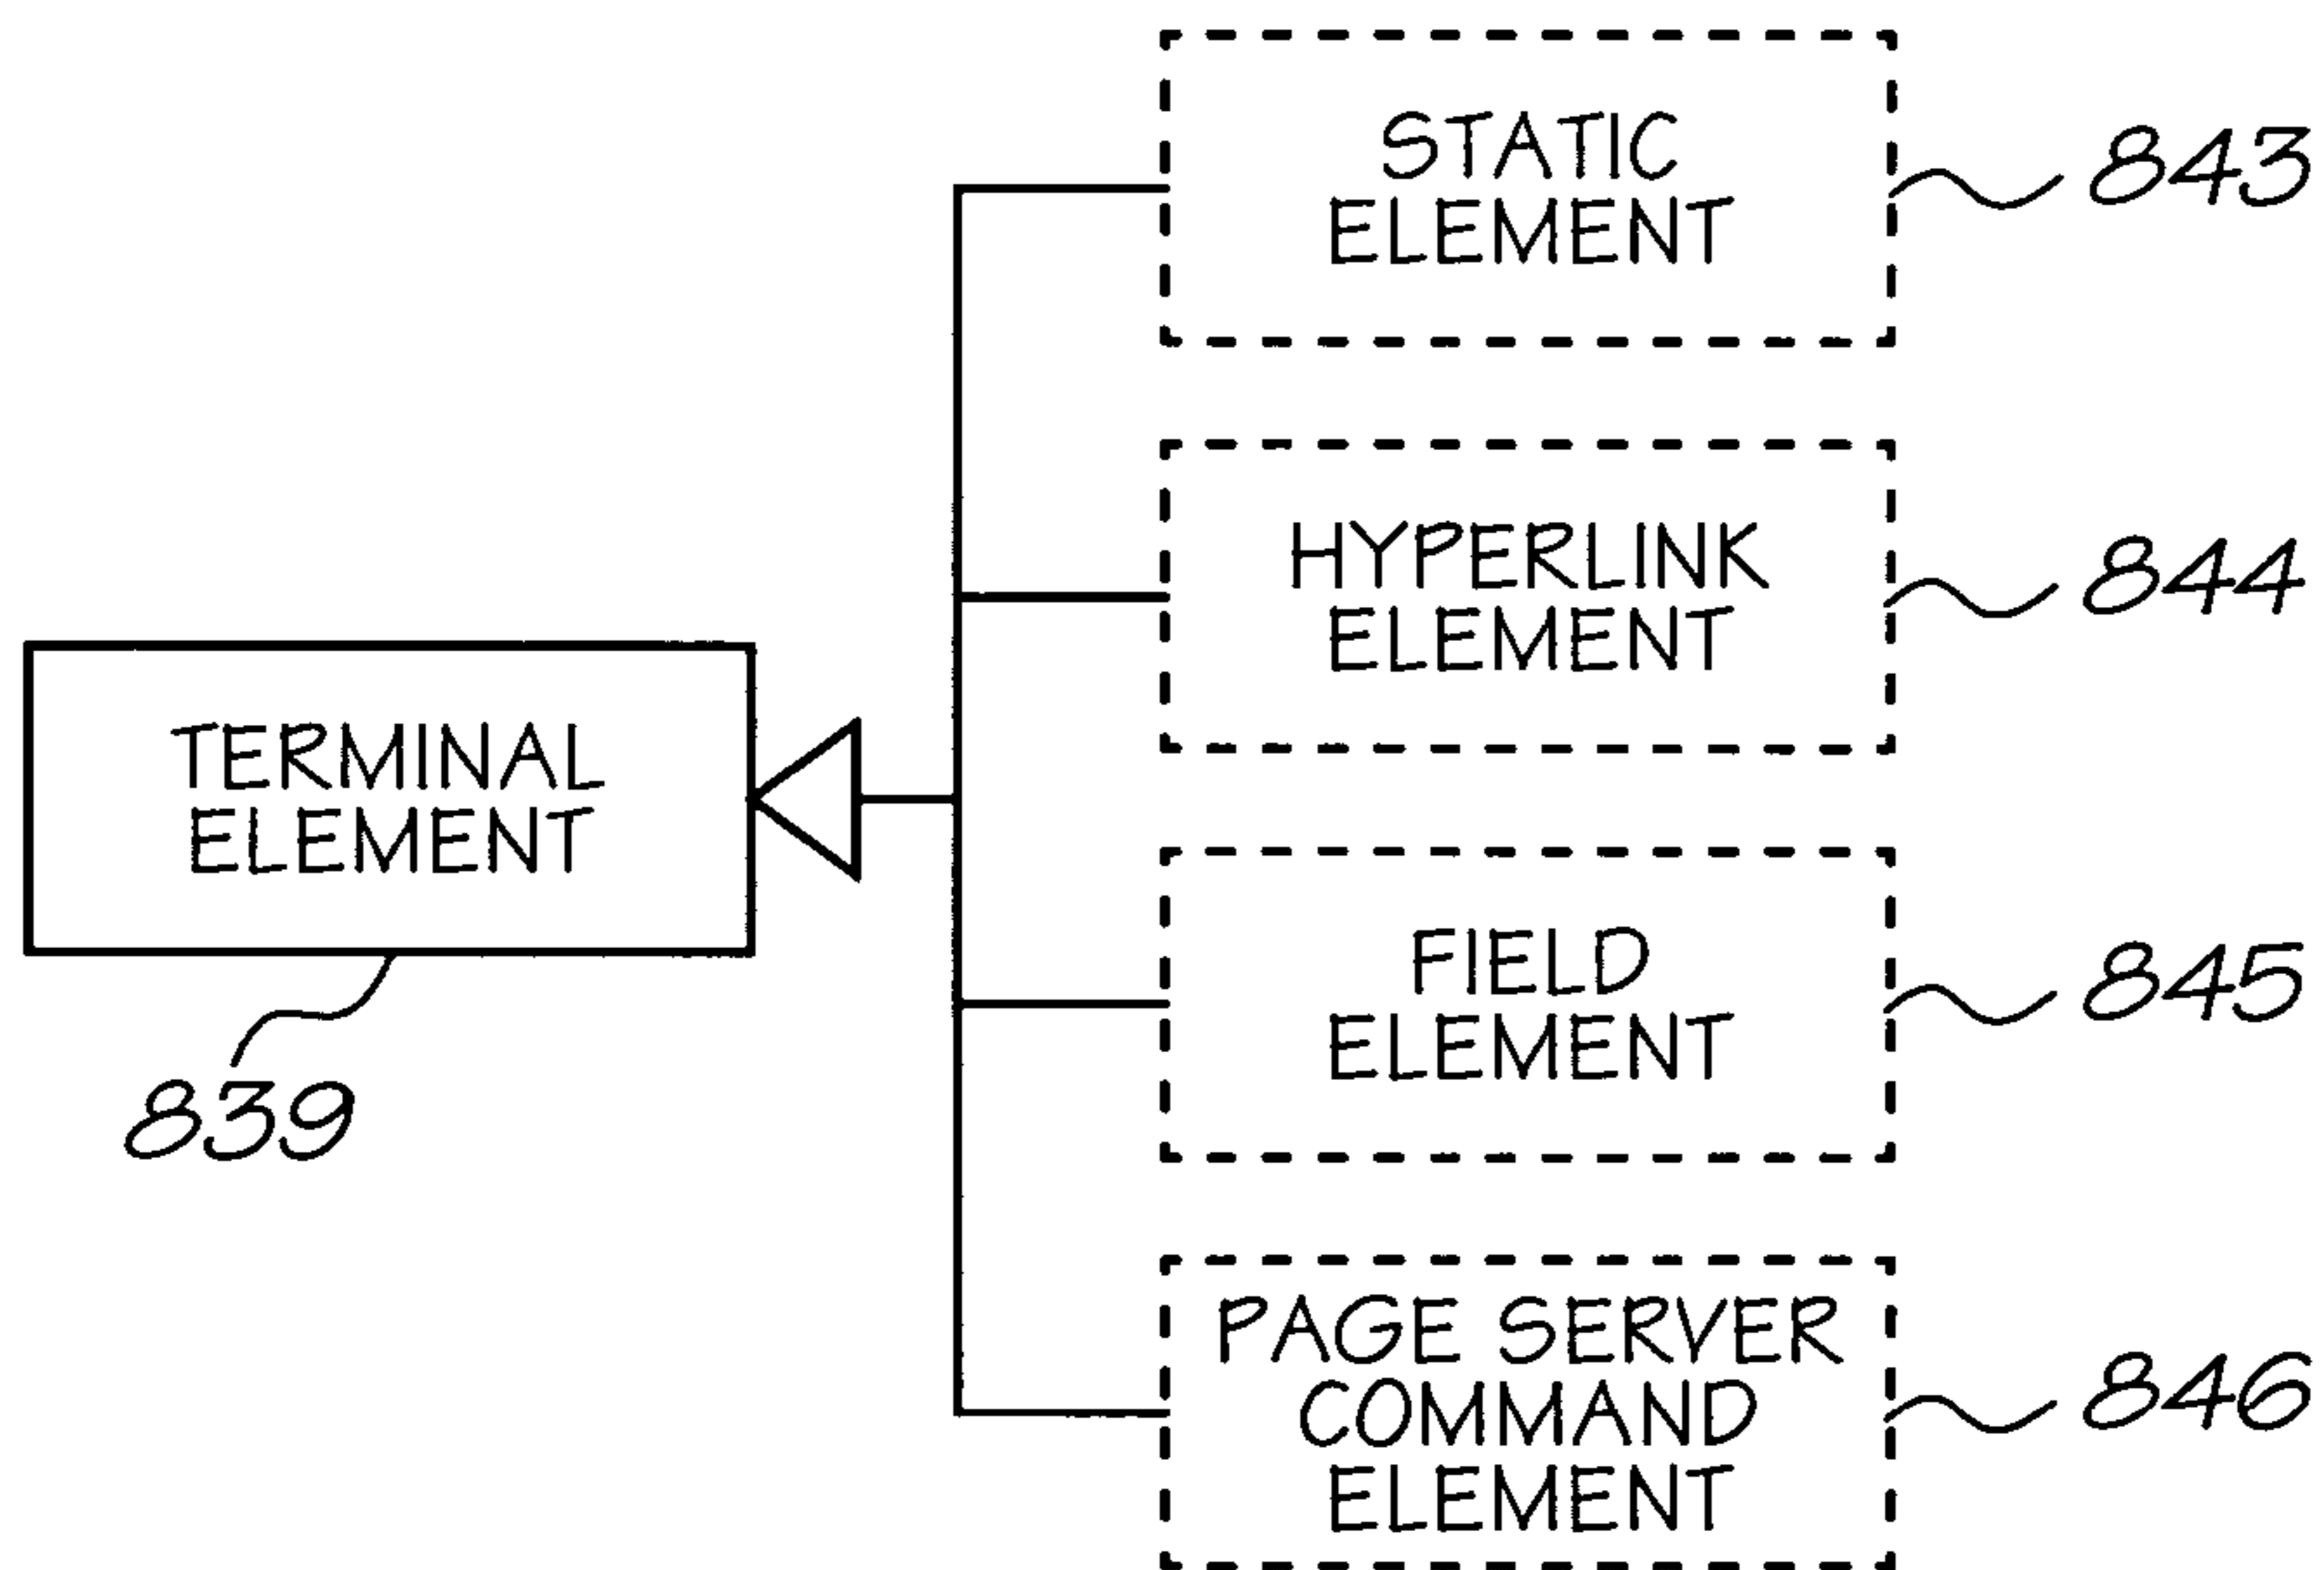 STATIC
ELEMENT
843
HYPERLINK
ELEMENT
844
TERMINAL
ELEMENT
839
FIELD
ELEMENT
845
PAGE SERVER
COMMAND
ELEMENT
846